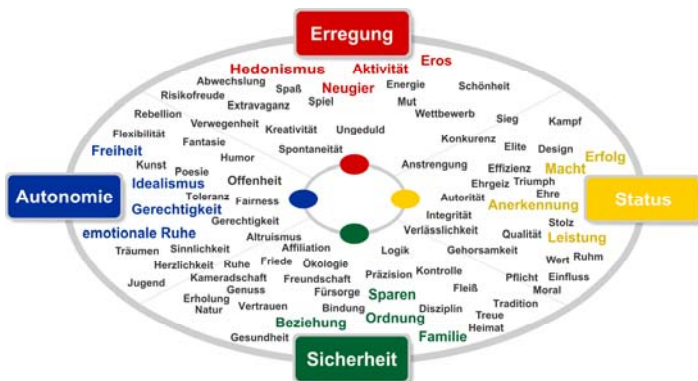 Erregung
Eros
Hedonismus
Aktivität
Abwechslung
Spaß
Neugier
Energie
Schönheit
Risikofreude
Extravaganz
Spiel
Mut
Rebellion
Verwegenheit
Kreativität
Ungeduld
Wettbewerb
Sieg
Kampf
Flexibilität
Fantasie
Spontaneität
Konkurenz
Elite
Design
Freiheit
Humor
Erfolg
Kunst
Poesie
Anstrengung
Effizienz
Macht
Idealismus
Offenheit
Ehrgeiz
Triumph
Autonomie
Toleranz
Fairness
Autorität
Ehre
Status
Gerechtigkeit
Anerkennung
Gerechtigkeit
Integrität
Stolz
emotionale Ruhe
Altruismus
Verlässlichkeit
Qualität
Leistung
Träumen
Sinnlichkeit
Affiliation
Logik
Gehorsamkeit
Herzlichkeit
Ruhe
Friede
Ökologie
Wert
Ruhm
Jugend
Kameradschaft
Freundschaft
Präzision
Kontrolle
Pflicht
Einfluss
Genuss
Fürsorge
Sparen
Fleiß
Moral
Erholung
Natur
Vertrauen
Bindung
Disziplin
Tradition
Beziehung
Ordnung
Treue
Gesundheit
Familie
Heimat
Sicherheit